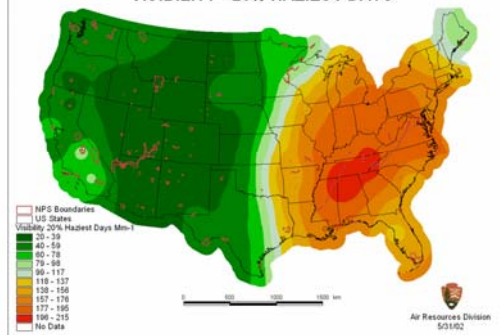 NPS Boundaries
US States
Visibility 20% Haziest Days Mm-1
20 - 39
40 - 59
60 - 78
79 - 98
99 - 117
118 - 137
138 - 156
157 - 176
177 - 195
196 - 215
No Data
0 500 1000 1500 km
Air Resources Division
5/31/02